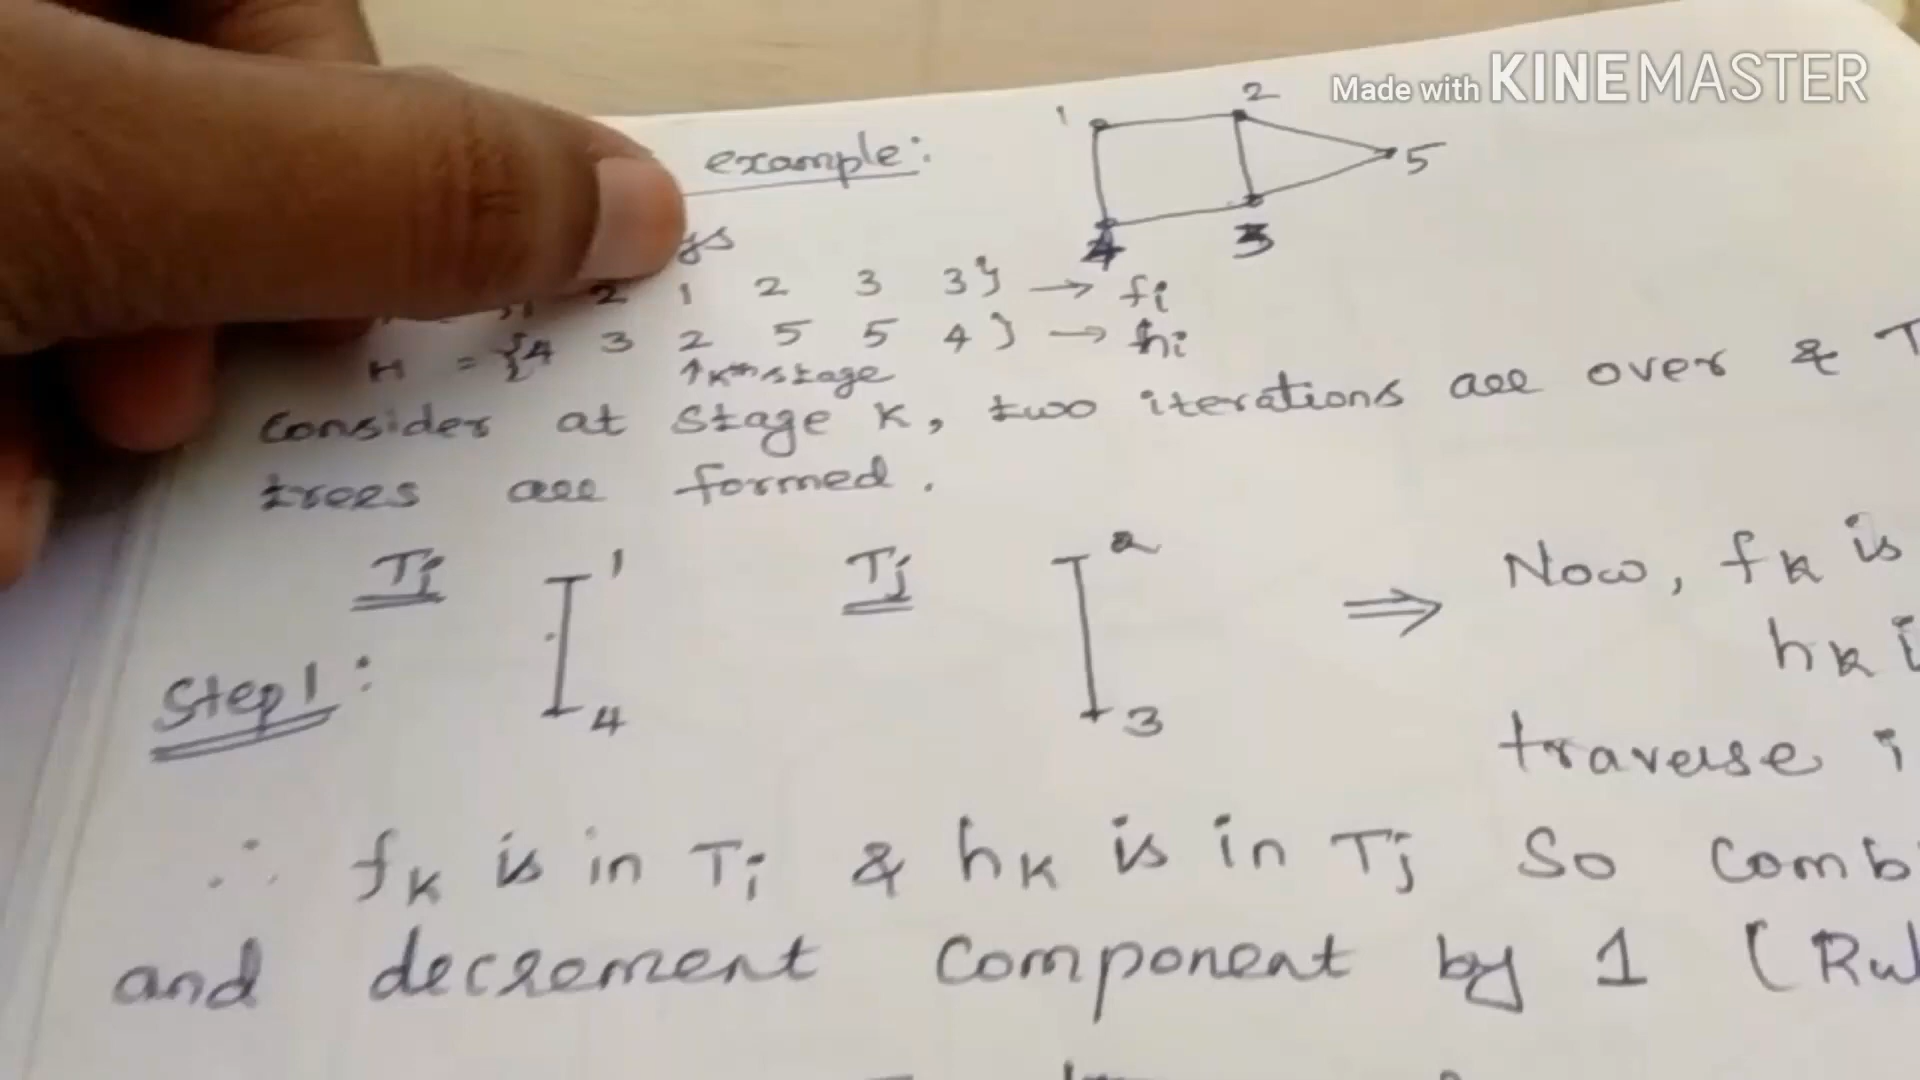 Made with KINEMASTER
example:
1 2 5 4 3
2 1 2 3 3} → fi
H = {4 3 2 5 5 4} → hi
↑kth stage
consider at stage K, two iterations are over &
trees are formed.
Ti 1 4 Tj 2 3 ⇒ Now, fk is
hk
Step1:
traverse
∴ fk is in Ti & hk is in Tj So
and decrement component by 1